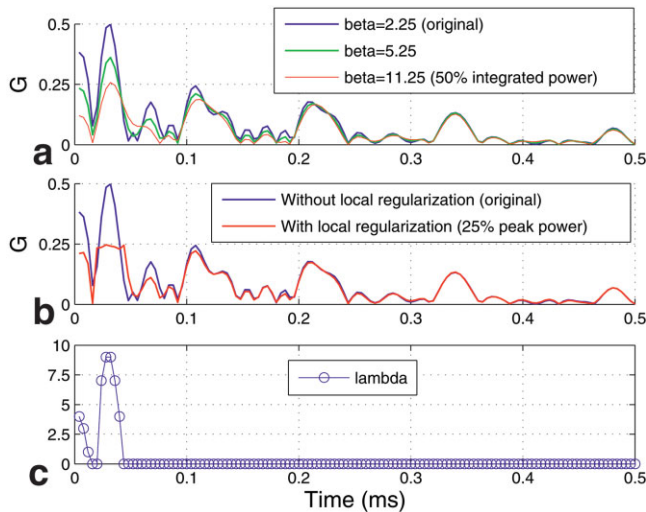 0.5
0.25
0
G
a
beta=2.25 (original)
beta=5.25
beta=11.25 (50% integrated power)
0 0.1 0.2 0.3 0.4 0.5
0.5
0.25
0
G
b
Without local regularization (original)
With local regularization (25% peak power)
0 0.1 0.2 0.3 0.4 0.5
10
7.5
5
2.5
0
c
lambda
0 0.1 0.2 0.3 0.4 0.5
Time (ms)